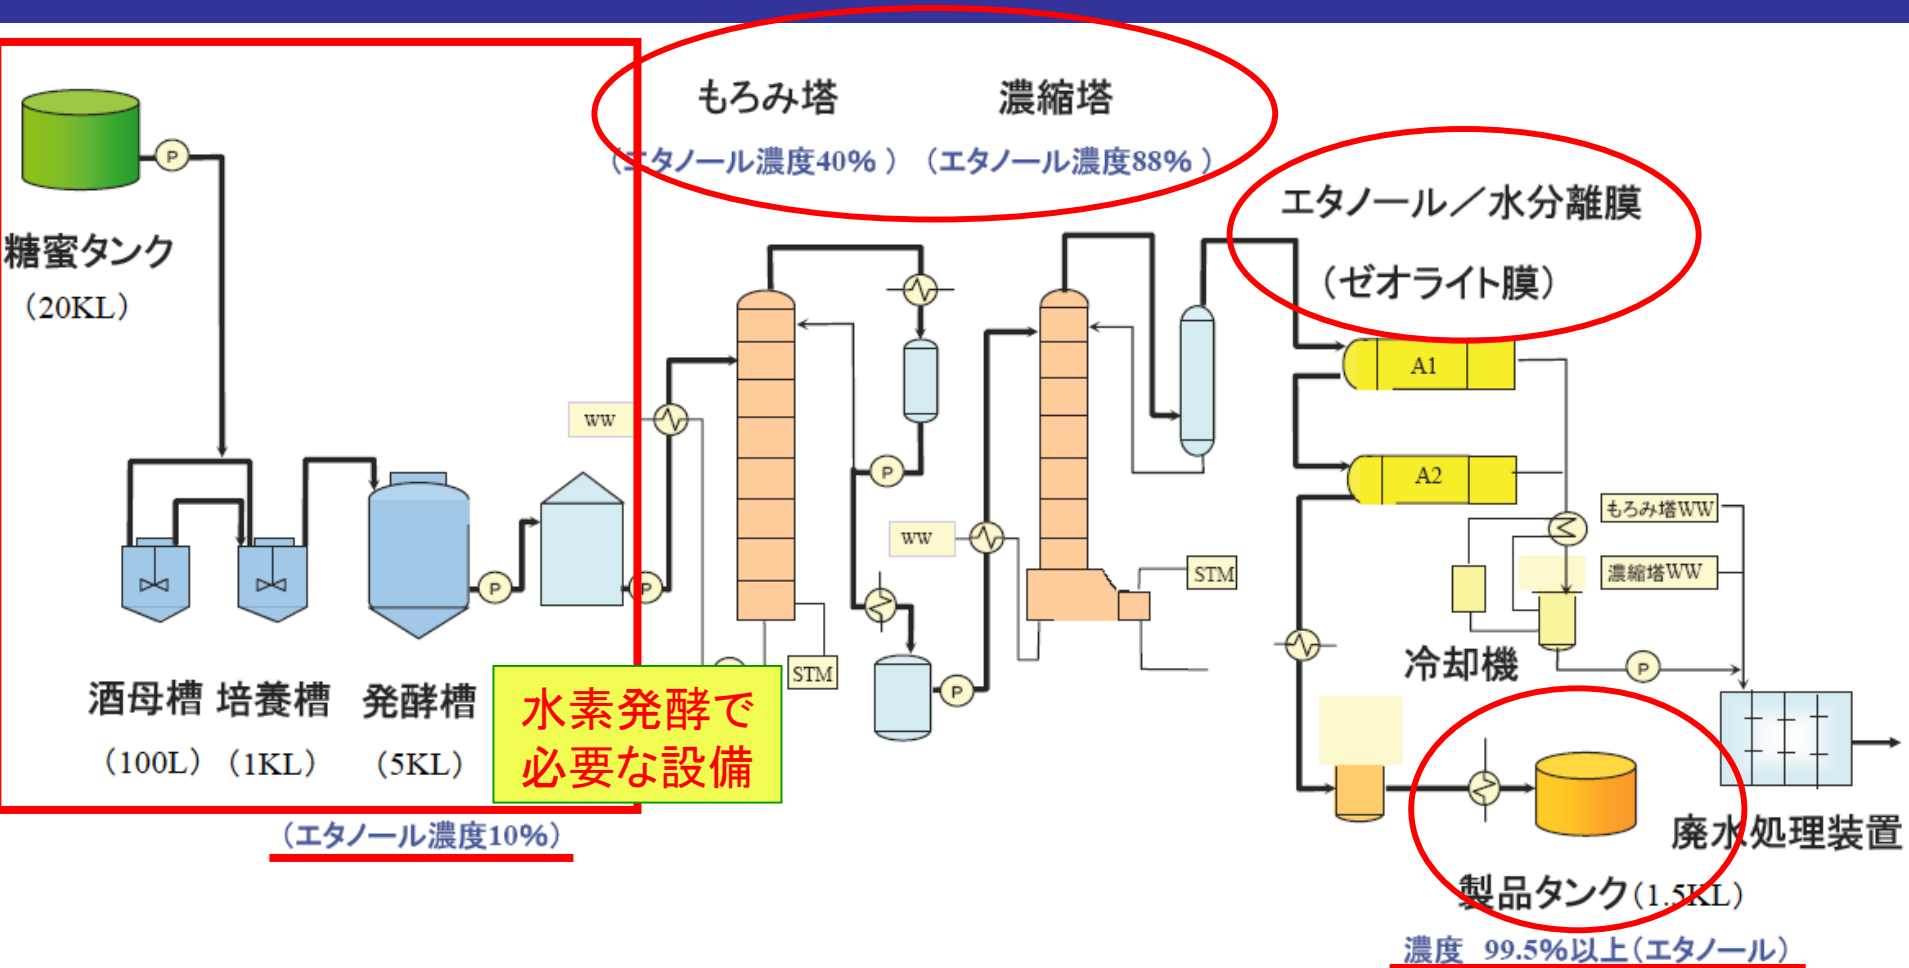 もろみ塔
濃縮塔
（エタノール濃度40% ）
（エタノール濃度88% ）
エタノール／水分離膜
（ゼオライト膜）
P
糖蜜タンク
（20KL）
A1
WW
P
A2
もろみ塔WW
WW
STM
濃縮塔WW
P
P
冷却機
P
STM
P
酒母槽
培養槽
発酵槽
（100L）
（1KL）
（5KL）
水素発酵で
必要な設備
（エタノール濃度10%）
廃水処理装置
製品タンク（1.5KL）
濃度 99.5%以上（エタノール）